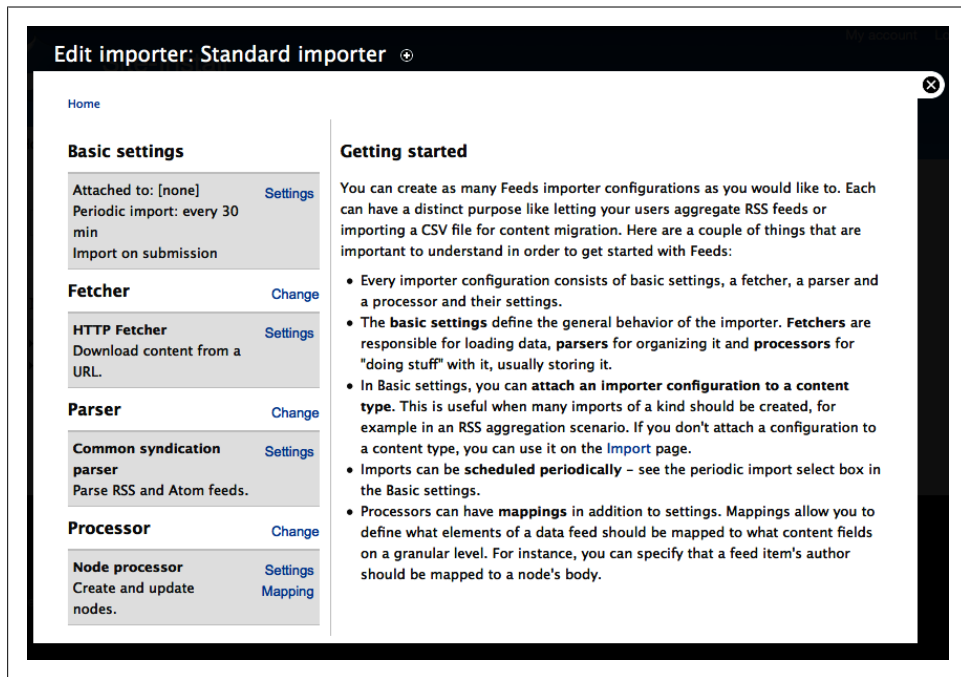 My account
Edit importer: Standard importer
Home
Basic settings
Attached to: [none]
Settings
Periodic import: every 30
min
Import on submission
Fetcher
Change
HTTP Fetcher
Settings
Download content from a
URL.
Parser
Change
Common syndication
Settings
parser
Parse RSS and Atom feeds.
Processor
Change
Node processor
Settings
Create and update
Mapping
nodes.
Getting started
You can create as many Feeds importer configurations as you would like to. Each
can have a distinct purpose like letting your users aggregate RSS feeds or
importing a CSV file for content migration. Here are a couple of things that are
important to understand in order to get started with Feeds:
• Every importer configuration consists of basic settings, a fetcher, a parser and
a processor and their settings.
• The basic settings define the general behavior of the importer. Fetchers are
responsible for loading data, parsers for organizing it and processors for
"doing stuff" with it, usually storing it.
• In Basic settings, you can attach an importer configuration to a content
type. This is useful when many imports of a kind should be created, for
example in an RSS aggregation scenario. If you don't attach a configuration to
a content type, you can use it on the Import page.
• Imports can be scheduled periodically – see the periodic import select box in
the Basic settings.
• Processors can have mappings in addition to settings. Mappings allow you to
define what elements of a data feed should be mapped to what content fields
on a granular level. For instance, you can specify that a feed item's author
should be mapped to a node's body.